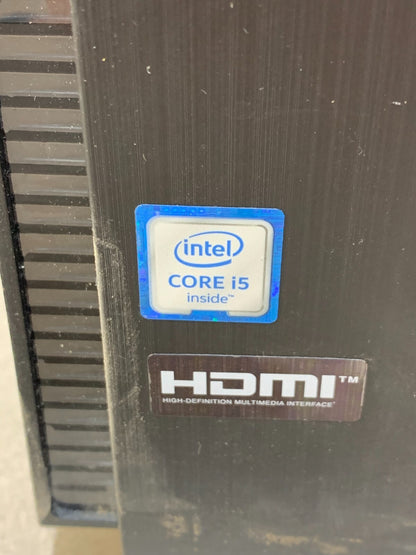 intel
CORE i5
inside™
HDMI™
HIGH-DEFINITION MULTIMEDIA INTERFACE